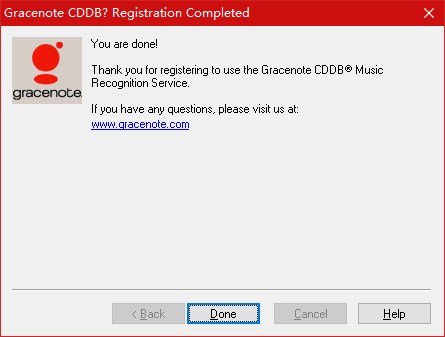 Gracenote CDDB? Registration Completed
You are done!
Thank you for registering to use the Gracenote CDDB® Music
Recognition Service.
If you have any questions, please visit us at:
www.gracenote.com
gracenote.
< Back
Done
Cancel
Help